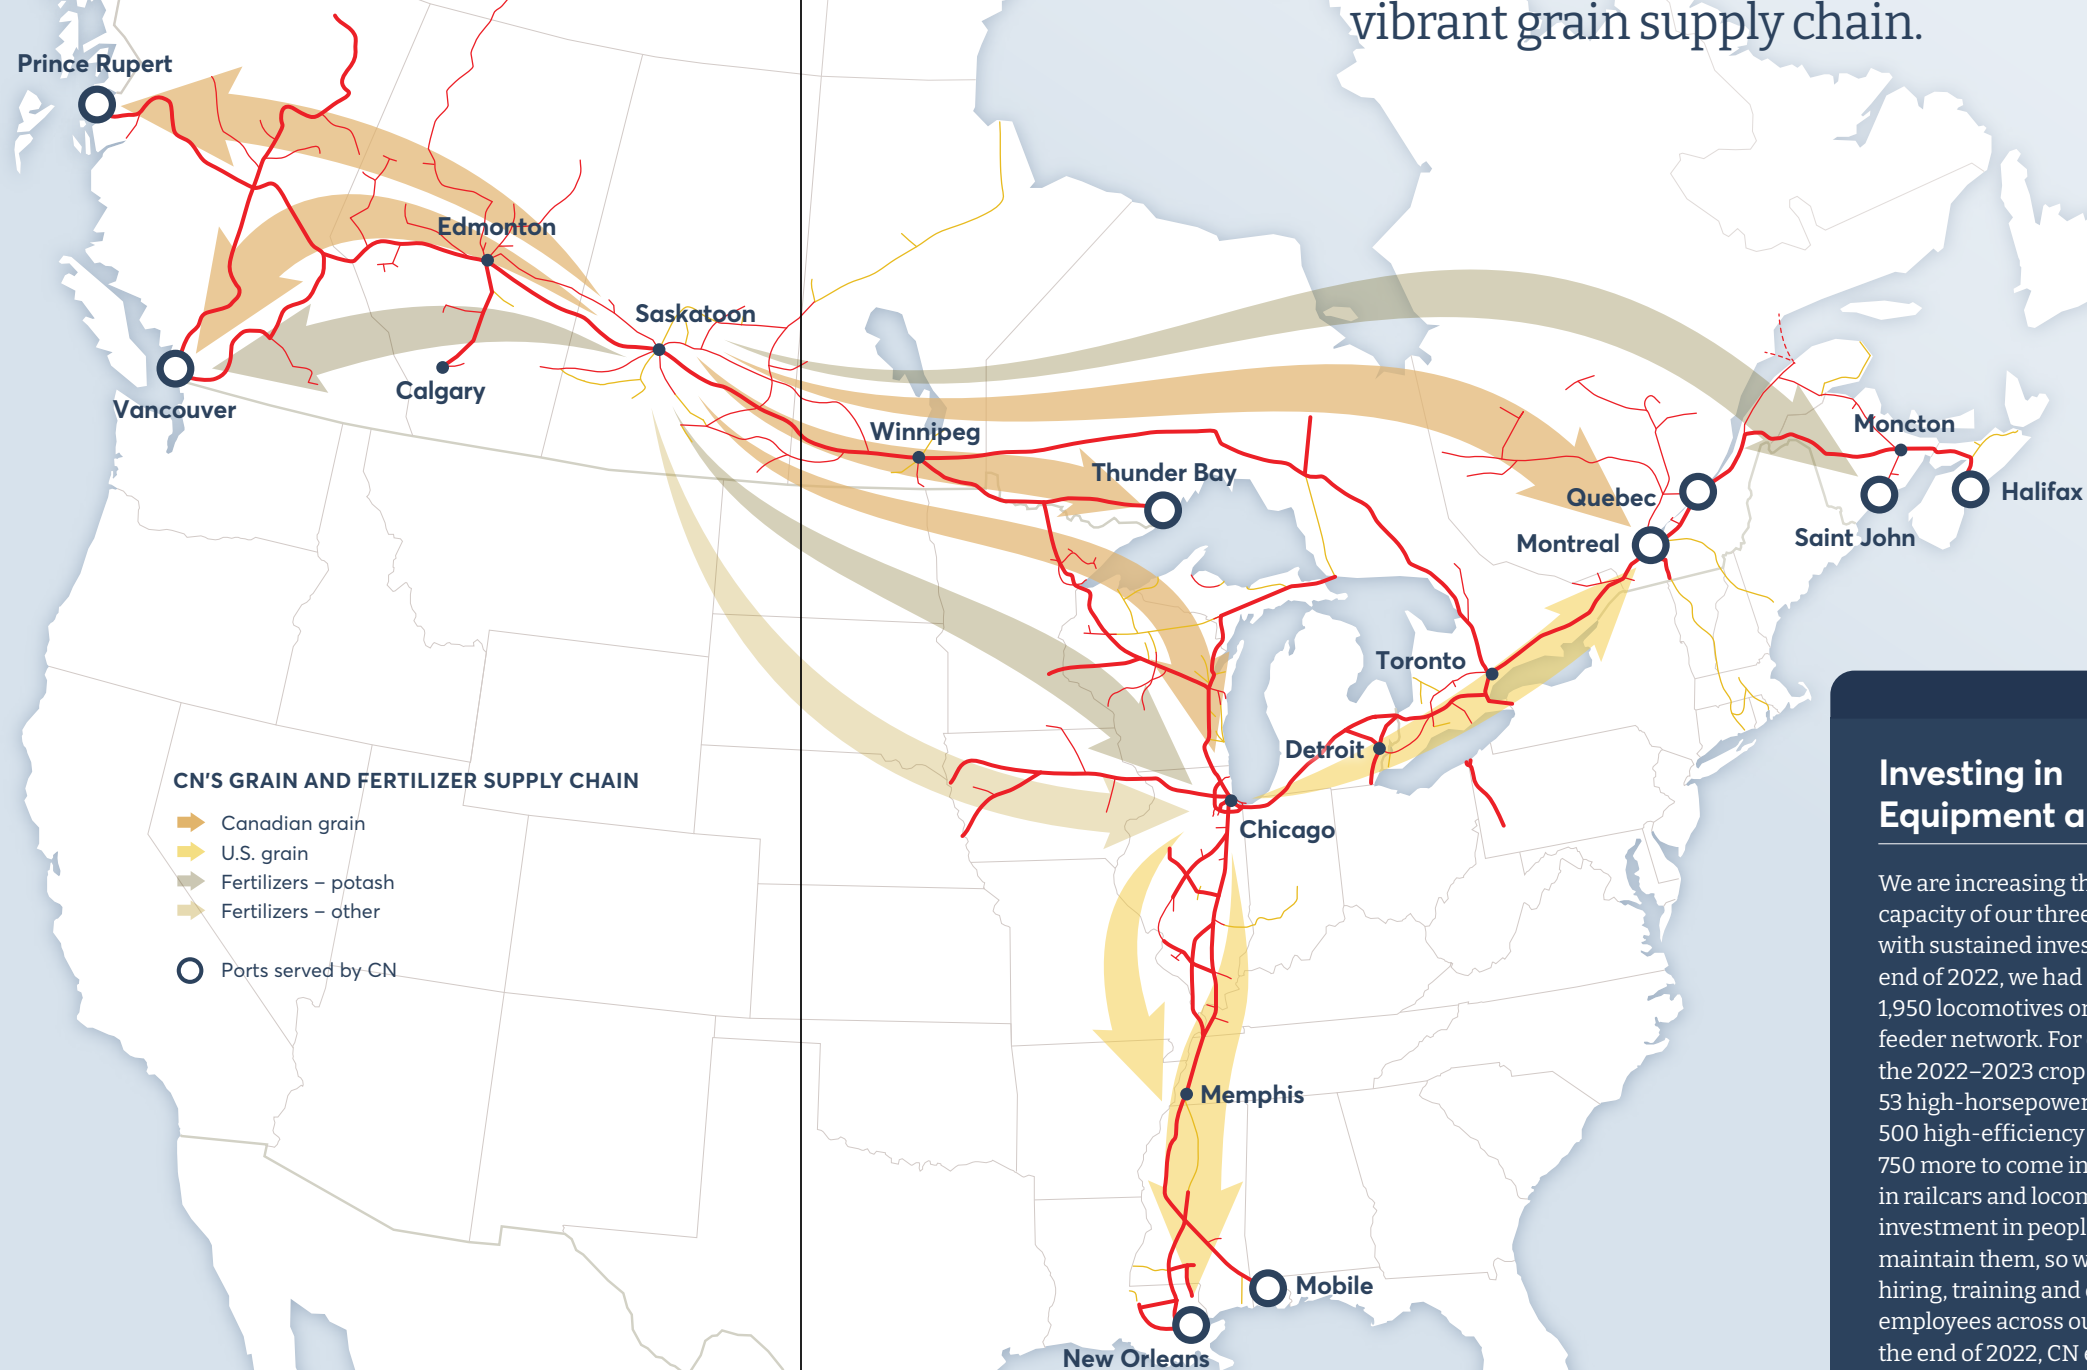 vibrant grain supply chain.
Prince Rupert
Edmonton
Saskatoon
Calgary
Vancouver
Winnipeg
Thunder Bay
Moncton
Quebec
Halifax
Saint John
Montreal
Toronto
Detroit
Chicago
Memphis
Mobile
New Orleans
CN'S GRAIN AND FERTILIZER SUPPLY CHAIN
Canadian grain
U.S. grain
Fertilizers – potash
Fertilizers – other
Ports served by CN
Investing in
Equipment a
We are increasing th
capacity of our three
with sustained inves
end of 2022, we had
1,950 locomotives or
feeder network. For
the 2022–2023 crop
53 high-horsepower
500 high-efficiency
750 more to come in
in railcars and locom
investment in peopl
maintain them, so w
hiring, training and
employees across ou
the end of 2022, CN